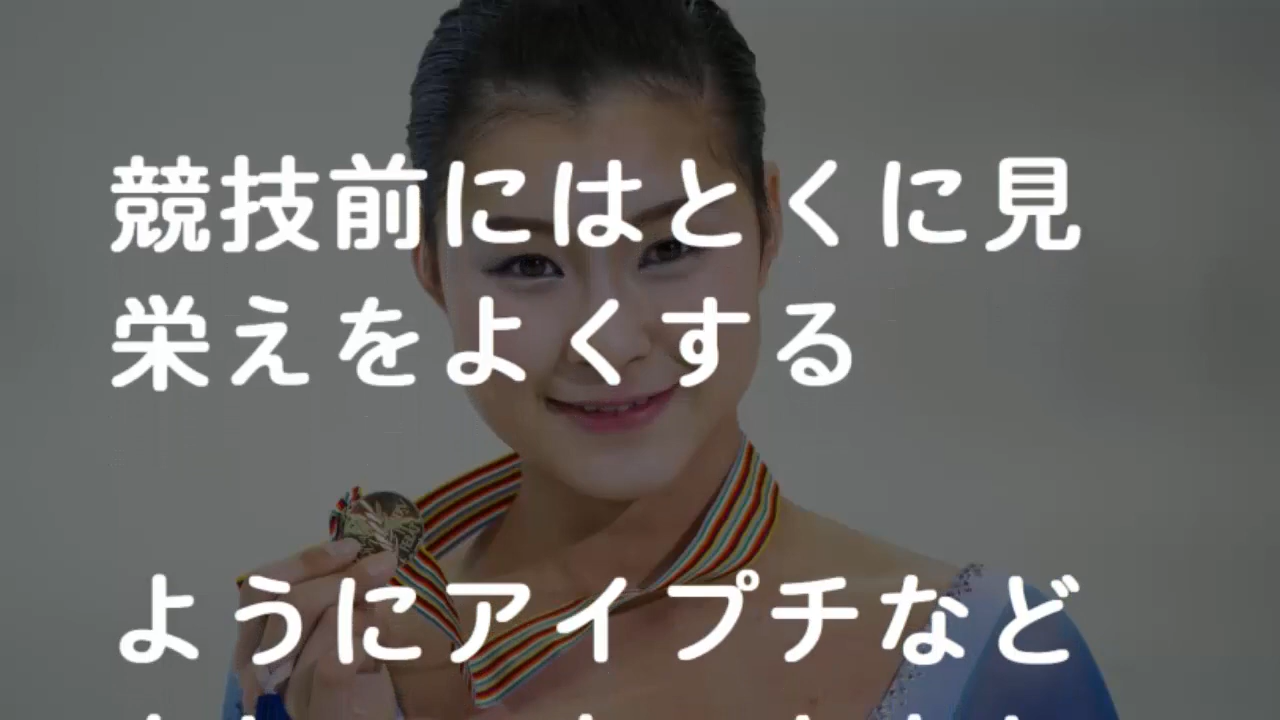 競技前にはとくに見
栄えをよくする
ようにアイプチなど